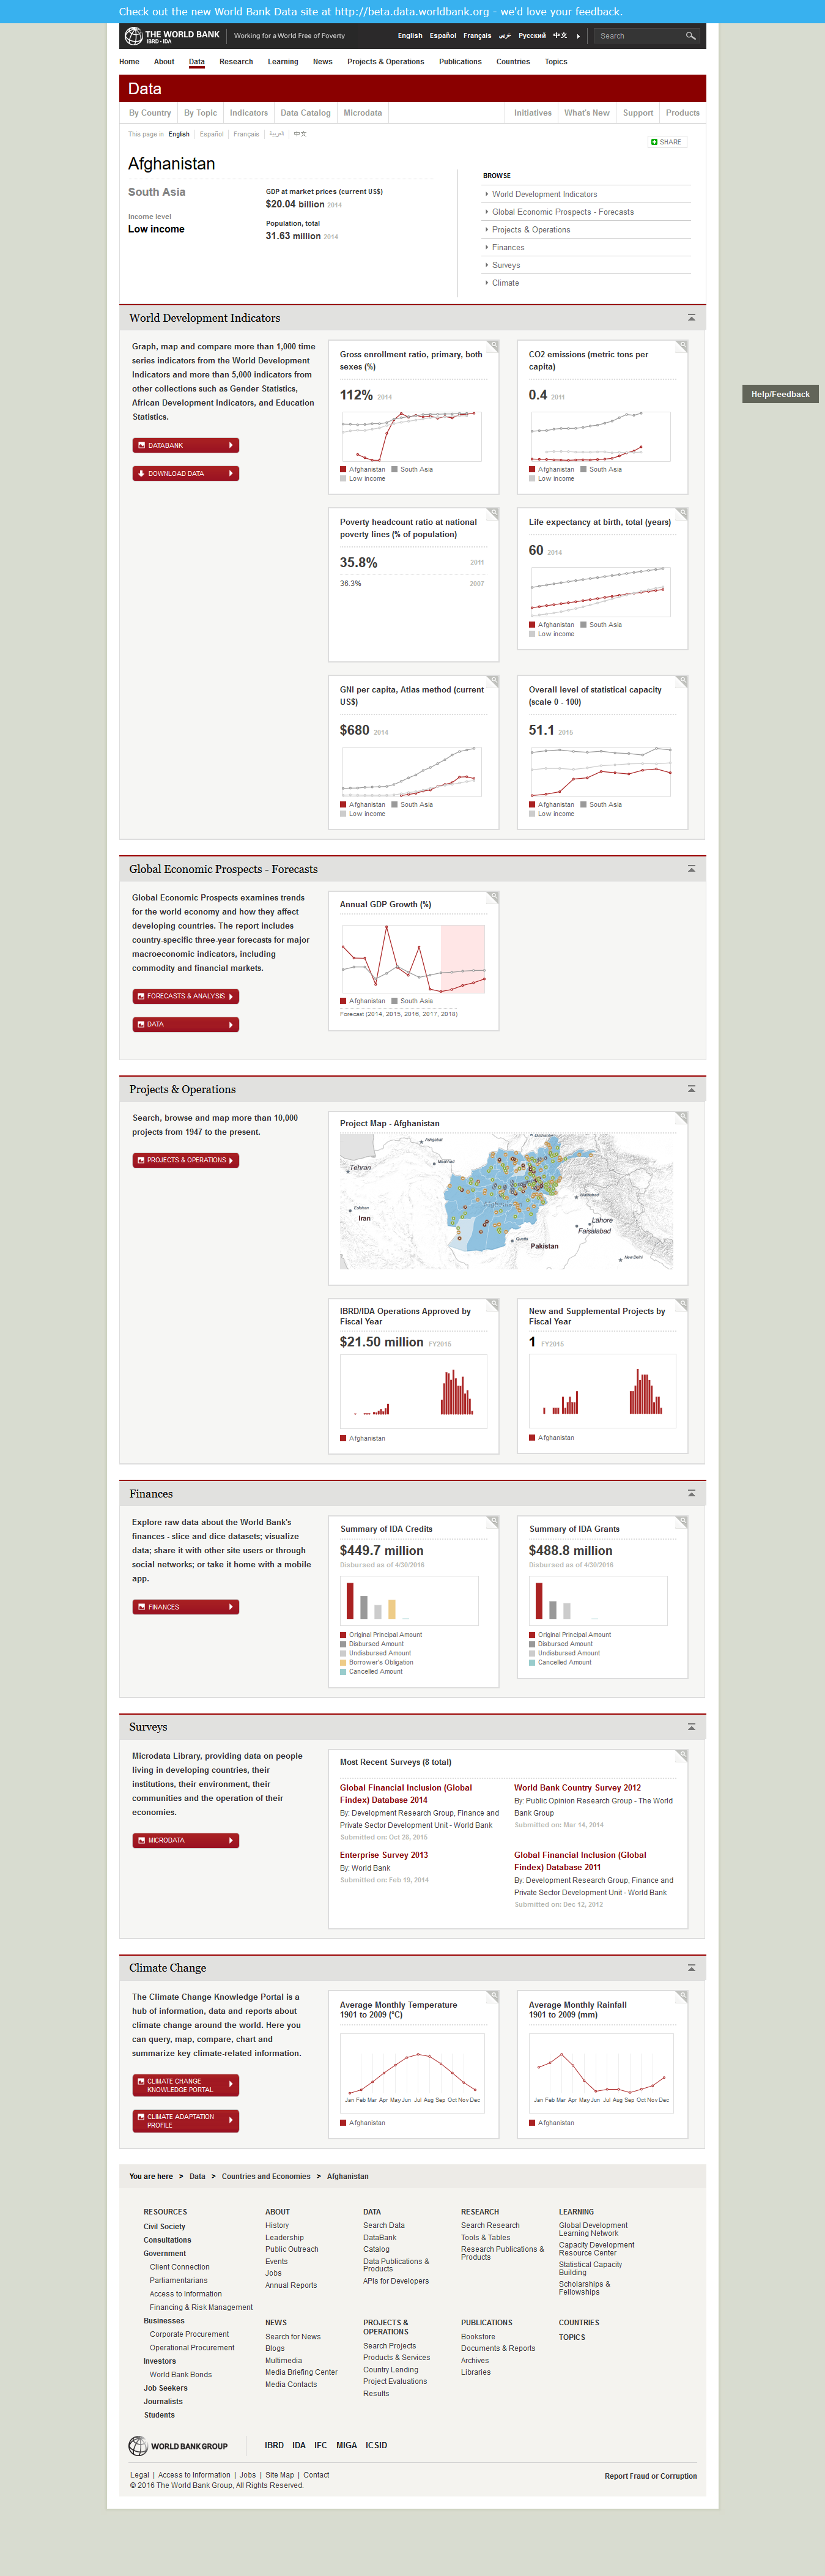 Check out the new World Bank Data site at http://beta.data.worldbank.org - we'd love your feedback.
THE WORLD BANK
IBRD • IDA
Working for a World Free of Poverty
English Español Français عربي Русский 中文
Search
Home About Data Research Learning News Projects & Operations Publications Countries Topics
Data
By Country By Topic Indicators Data Catalog Microdata Initiatives What's New Support Products
This page in English Español Français العربية 中文
SHARE
Afghanistan
South Asia
Income level
Low income
GDP at market prices (current US$)
$20.04 billion 2014
Population, total
31.63 million 2014
BROWSE
World Development Indicators
Global Economic Prospects - Forecasts
Projects & Operations
Finances
Surveys
Climate
Help/Feedback
World Development Indicators
Graph, map and compare more than 1,000 time
series indicators from the World Development
Indicators and more than 5,000 indicators from
other collections such as Gender Statistics,
African Development Indicators, and Education
Statistics.
DATABANK
DOWNLOAD DATA
Gross enrollment ratio, primary, both
sexes (%)
112% 2014
Afghanistan South Asia
Low income
CO2 emissions (metric tons per
capita)
0.4 2011
Afghanistan South Asia
Low income
Poverty headcount ratio at national
poverty lines (% of population)
35.8% 2011
36.3% 2007
Life expectancy at birth, total (years)
60 2014
Afghanistan South Asia
Low income
GNI per capita, Atlas method (current
US$)
$680 2014
Afghanistan South Asia
Low income
Overall level of statistical capacity
(scale 0 - 100)
51.1 2015
Afghanistan South Asia
Low income
Global Economic Prospects - Forecasts
Global Economic Prospects examines trends
for the world economy and how they affect
developing countries. The report includes
country-specific three-year forecasts for major
macroeconomic indicators, including
commodity and financial markets.
FORECASTS & ANALYSIS
DATA
Annual GDP Growth (%)
Afghanistan South Asia
Forecast (2014, 2015, 2016, 2017, 2018)
Projects & Operations
Search, browse and map more than 10,000
projects from 1947 to the present.
PROJECTS & OPERATIONS
Project Map - Afghanistan
Ashgabat
Mashhad
Tehran
Iran
Lahore
Faisalabad
Quetta
Pakistan
New Delhi
IBRD/IDA Operations Approved by
Fiscal Year
$21.50 million FY2015
Afghanistan
New and Supplemental Projects by
Fiscal Year
1 FY2015
Afghanistan
Finances
Explore raw data about the World Bank's
finances - slice and dice datasets; visualize
data; share it with other site users or through
social networks; or take it home with a mobile
app.
FINANCES
Summary of IDA Credits
$449.7 million
Disbursed as of 4/30/2016
Original Principal Amount
Disbursed Amount
Undisbursed Amount
Borrower's Obligation
Cancelled Amount
Summary of IDA Grants
$488.8 million
Disbursed as of 4/30/2016
Original Principal Amount
Disbursed Amount
Undisbursed Amount
Cancelled Amount
Surveys
Microdata Library, providing data on people
living in developing countries, their
institutions, their environment, their
communities and the operation of their
economies.
MICRODATA
Most Recent Surveys (8 total)
Global Financial Inclusion (Global
Findex) Database 2014
By: Development Research Group, Finance and
Private Sector Development Unit - World Bank
Submitted on: Oct 28, 2015
World Bank Country Survey 2012
By: Public Opinion Research Group - The World
Bank Group
Submitted on: Mar 14, 2014
Enterprise Survey 2013
By: World Bank
Submitted on: Feb 19, 2014
Global Financial Inclusion (Global
Findex) Database 2011
By: Development Research Group, Finance and
Private Sector Development Unit - World Bank
Submitted on: Dec 12, 2012
Climate Change
The Climate Change Knowledge Portal is a
hub of information, data and reports about
climate change around the world. Here you
can query, map, compare, chart and
summarize key climate-related information.
CLIMATE CHANGE
KNOWLEDGE PORTAL
CLIMATE ADAPTATION
PROFILE
Average Monthly Temperature
1901 to 2009 (°C)
Jan Feb Mar Apr May Jun Jul Aug Sep Oct Nov Dec
Afghanistan
Average Monthly Rainfall
1901 to 2009 (mm)
Jan Feb Mar Apr May Jun Jul Aug Sep Oct Nov Dec
Afghanistan
You are here > Data > Countries and Economies > Afghanistan
RESOURCES
Civil Society
Consultations
Government
Client Connection
Parliamentarians
Access to Information
Financing & Risk Management
Businesses
Corporate Procurement
Operational Procurement
Investors
World Bank Bonds
Job Seekers
Journalists
Students
ABOUT
History
Leadership
Public Outreach
Events
Jobs
Annual Reports
DATA
Search Data
DataBank
Catalog
Data Publications &
Products
APIs for Developers
RESEARCH
Search Research
Tools & Tables
Research Publications &
Products
LEARNING
Global Development
Learning Network
Capacity Development
Resource Center
Statistical Capacity
Building
Scholarships &
Fellowships
NEWS
Search for News
Blogs
Multimedia
Media Briefing Center
Media Contacts
PROJECTS &
OPERATIONS
Search Projects
Products & Services
Country Lending
Project Evaluations
Results
PUBLICATIONS
Bookstore
Documents & Reports
Archives
Libraries
COUNTRIES
TOPICS
WORLD BANK GROUP
IBRD IDA IFC MIGA ICSID
Legal | Access to Information | Jobs | Site Map | Contact
© 2016 The World Bank Group, All Rights Reserved.
Report Fraud or Corruption